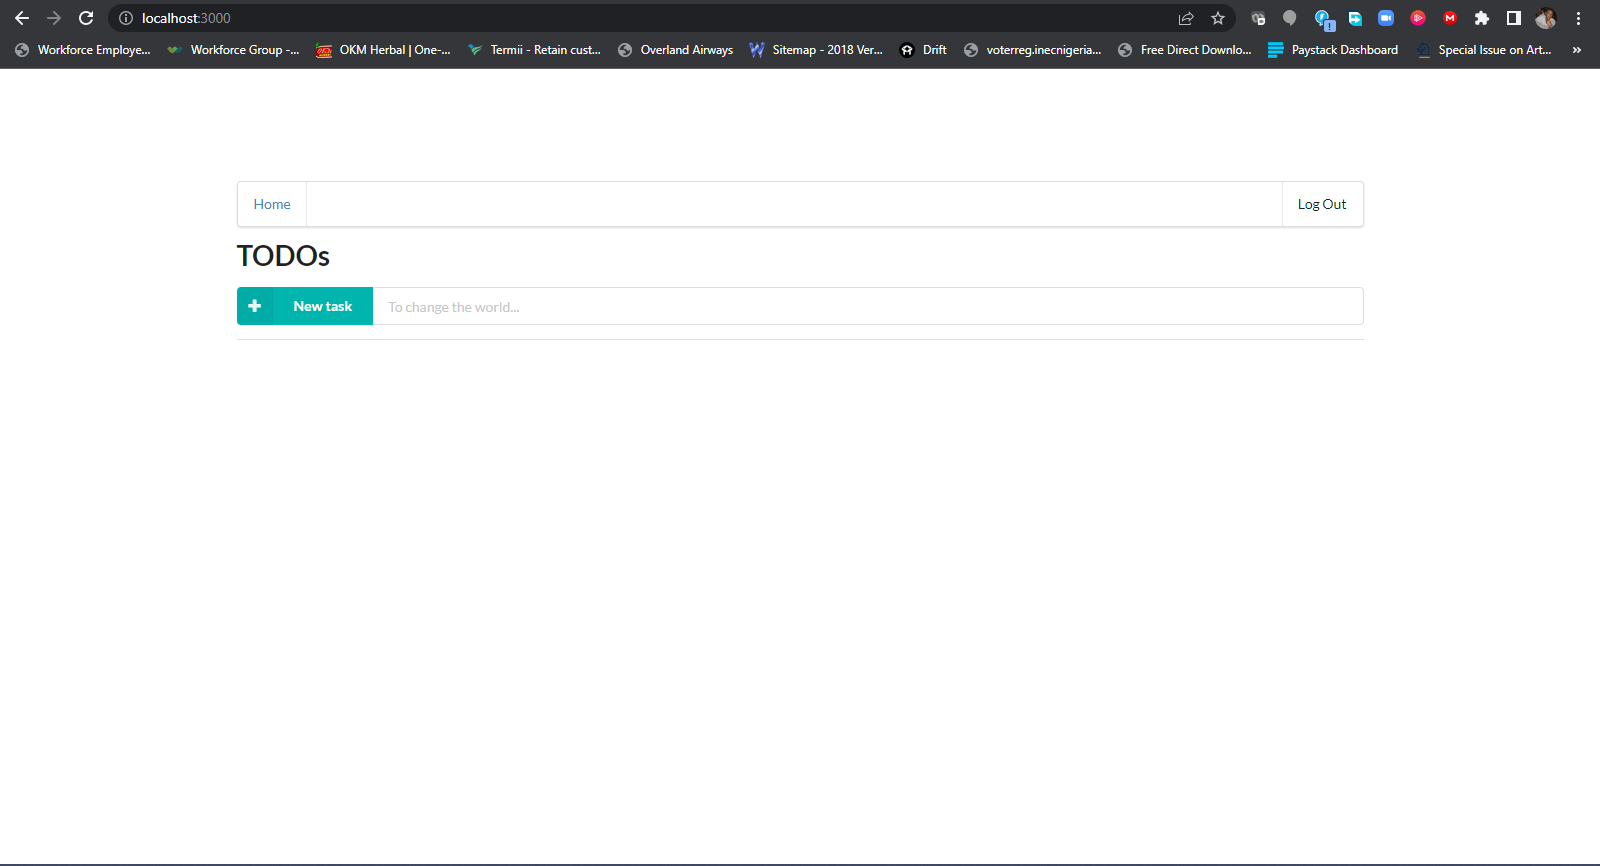 localhost:3000
Workforce Employe... Workforce Group -... OKM Herbal | One-... Termii - Retain cust... Overland Airways Sitemap - 2018 Ver... Drift voterreg.inecnigeria... Free Direct Downlo... Paystack Dashboard Special Issue on Art... »
Home Log Out
TODOs
New task To change the world...